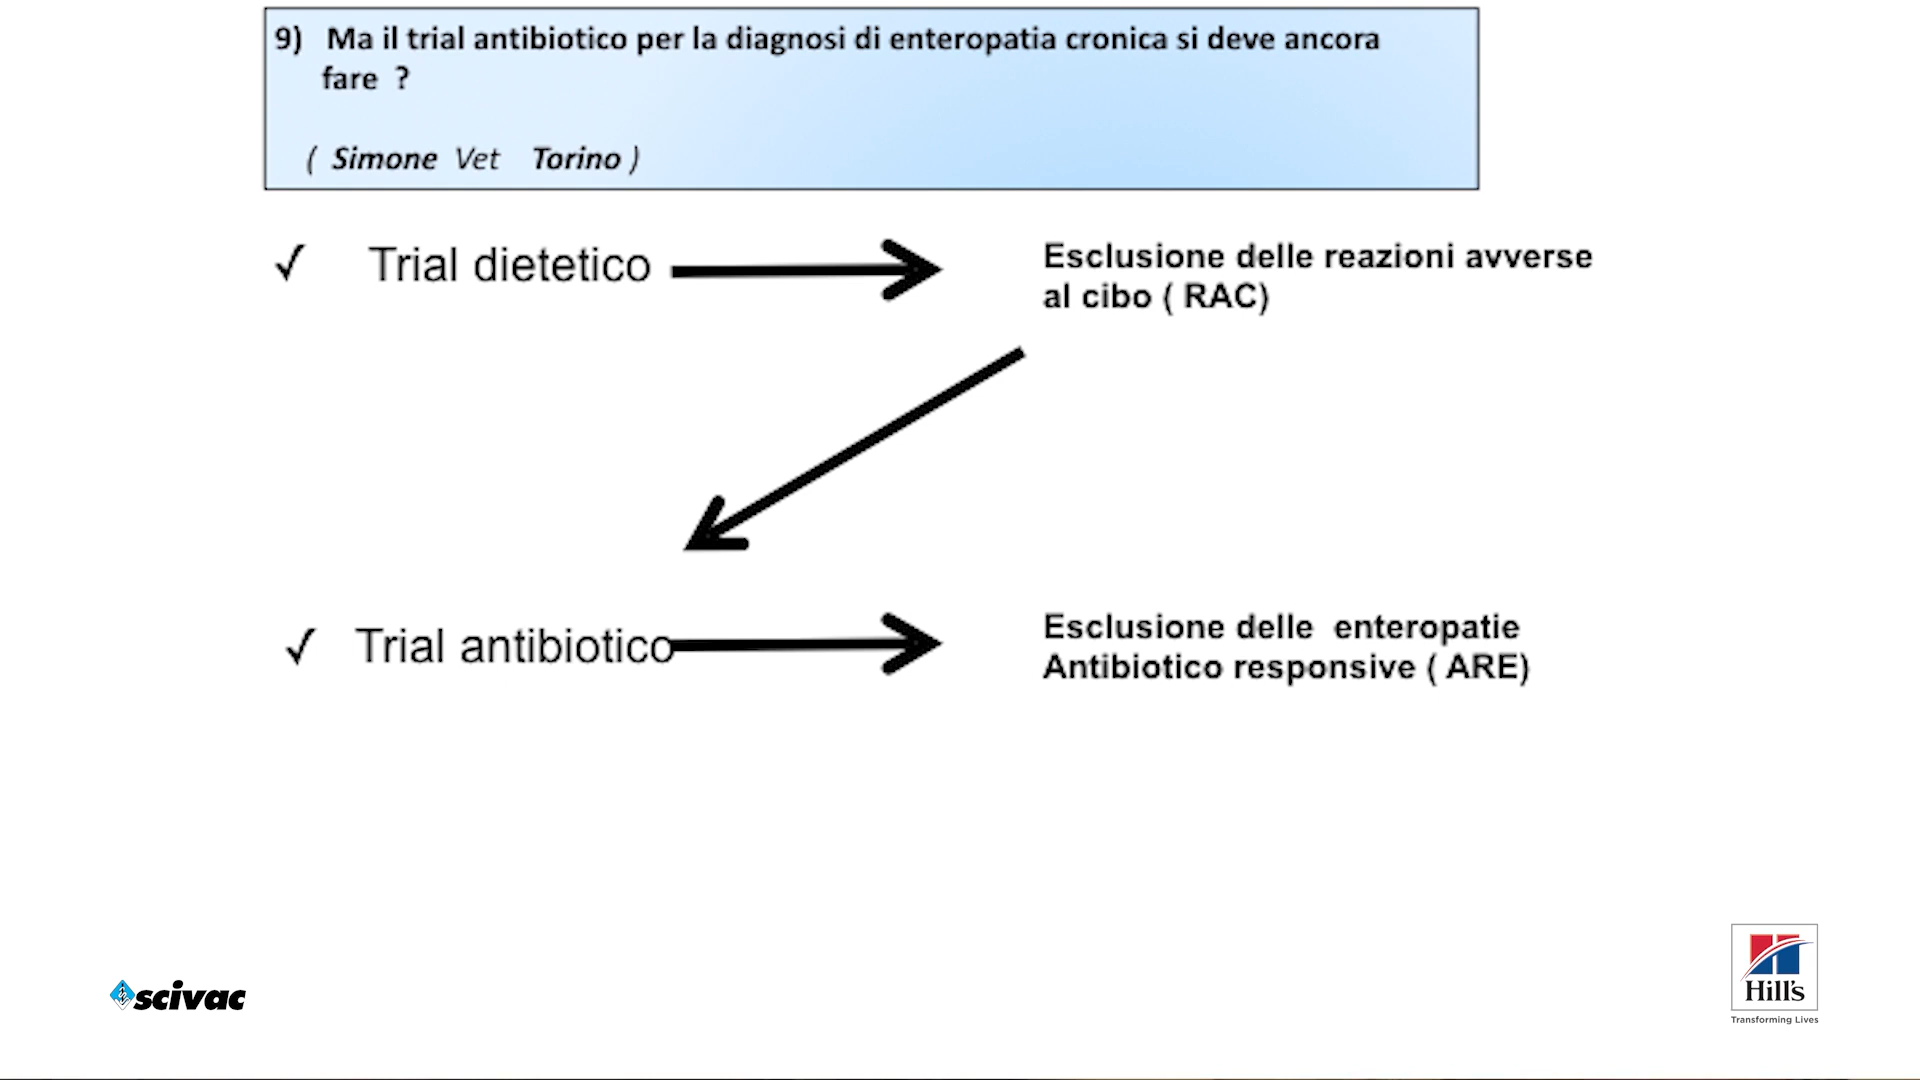 9) Ma il trial antibiotico per la diagnosi di enteropatia cronica si deve ancora
fare ?
( Simone Vet Torino )
✓ Trial dietetico
Esclusione delle reazioni avverse
al cibo ( RAC)
✓ Trial antibiotico
Esclusione delle enteropatie
Antibiotico responsive ( ARE)
scivac
Hill's
Transforming Lives